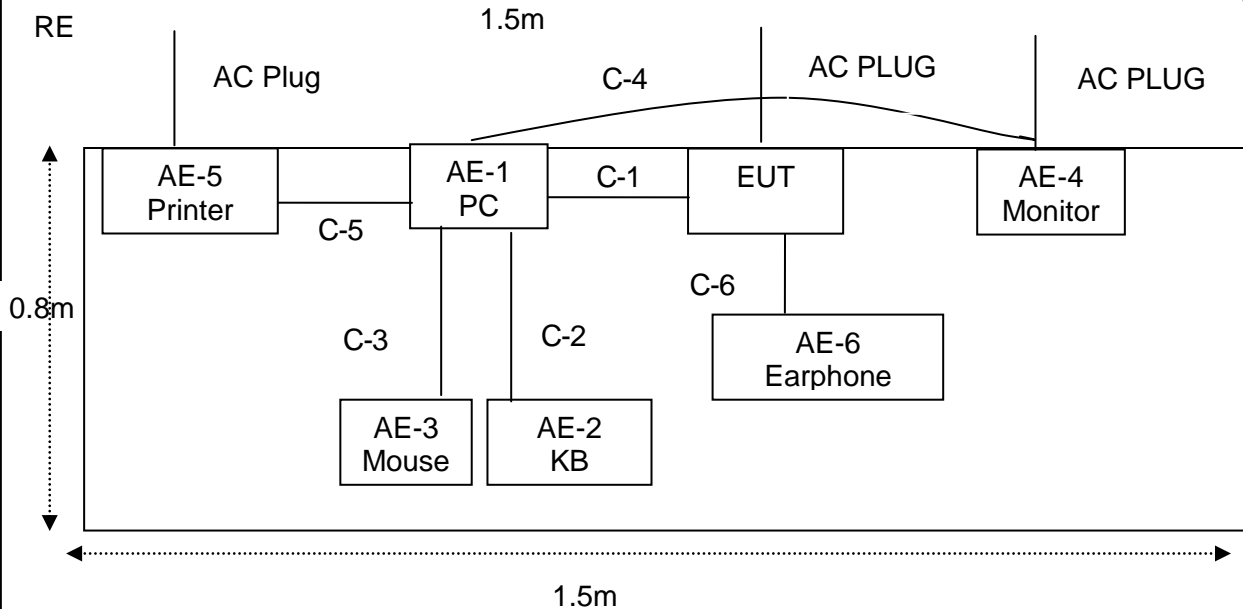 RE
1.5m
AC Plug
C-4
AC PLUG
AC PLUG
AE-5
Printer
C-5
AE-1
PC
C-1
EUT
AE-4
Monitor
0.8m
C-3
C-2
C-6
AE-6
Earphone
AE-3
Mouse
AE-2
KB
1.5m